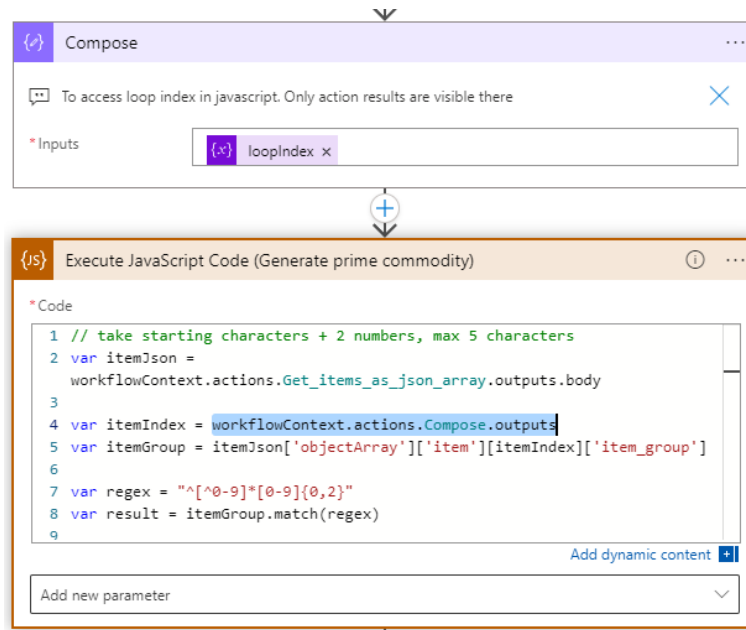 Compose
...
To access loop index in javascript. Only action results are visible there
*Inputs
{x} loopIndex ×
{JS} Execute JavaScript Code (Generate prime commodity)
...
*Code
1 // take starting characters + 2 numbers, max 5 characters
2 var itemJson =
workflowContext.actions.Get_items_as_json_array.outputs.body
3
4 var itemIndex = workflowContext.actions.Compose.outputs
5 var itemGroup = itemJson['objectArray']['item'][itemIndex]['item_group']
6
7 var regex = "^[^0-9]*[0-9]{0,2}"
8 var result = itemGroup.match(regex)
9
Add dynamic content
Add new parameter